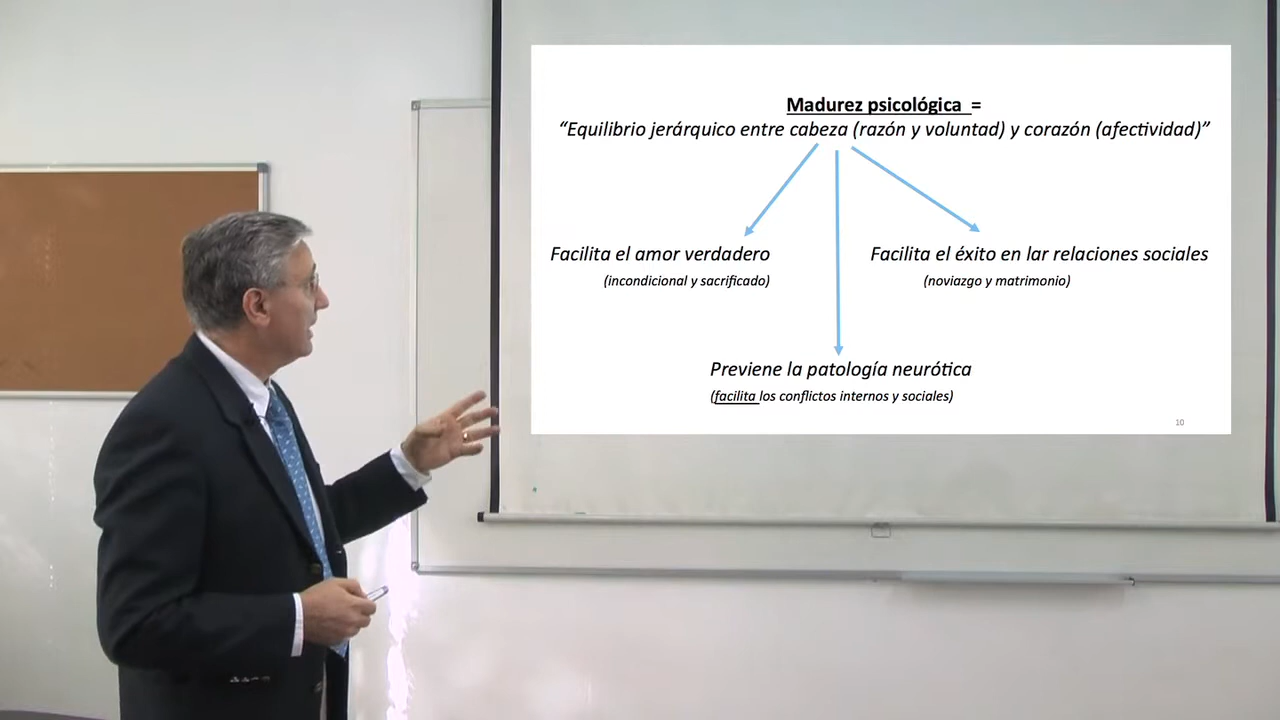 Madurez psicológica =
“Equilibrio jerárquico entre cabeza (razón y voluntad) y corazón (afectividad)”
Facilita el amor verdadero
(incondicional y sacrificado)
Facilita el éxito en lar relaciones sociales
(noviazgo y matrimonio)
Previene la patología neurótica
(facilita los conflictos internos y sociales)
10